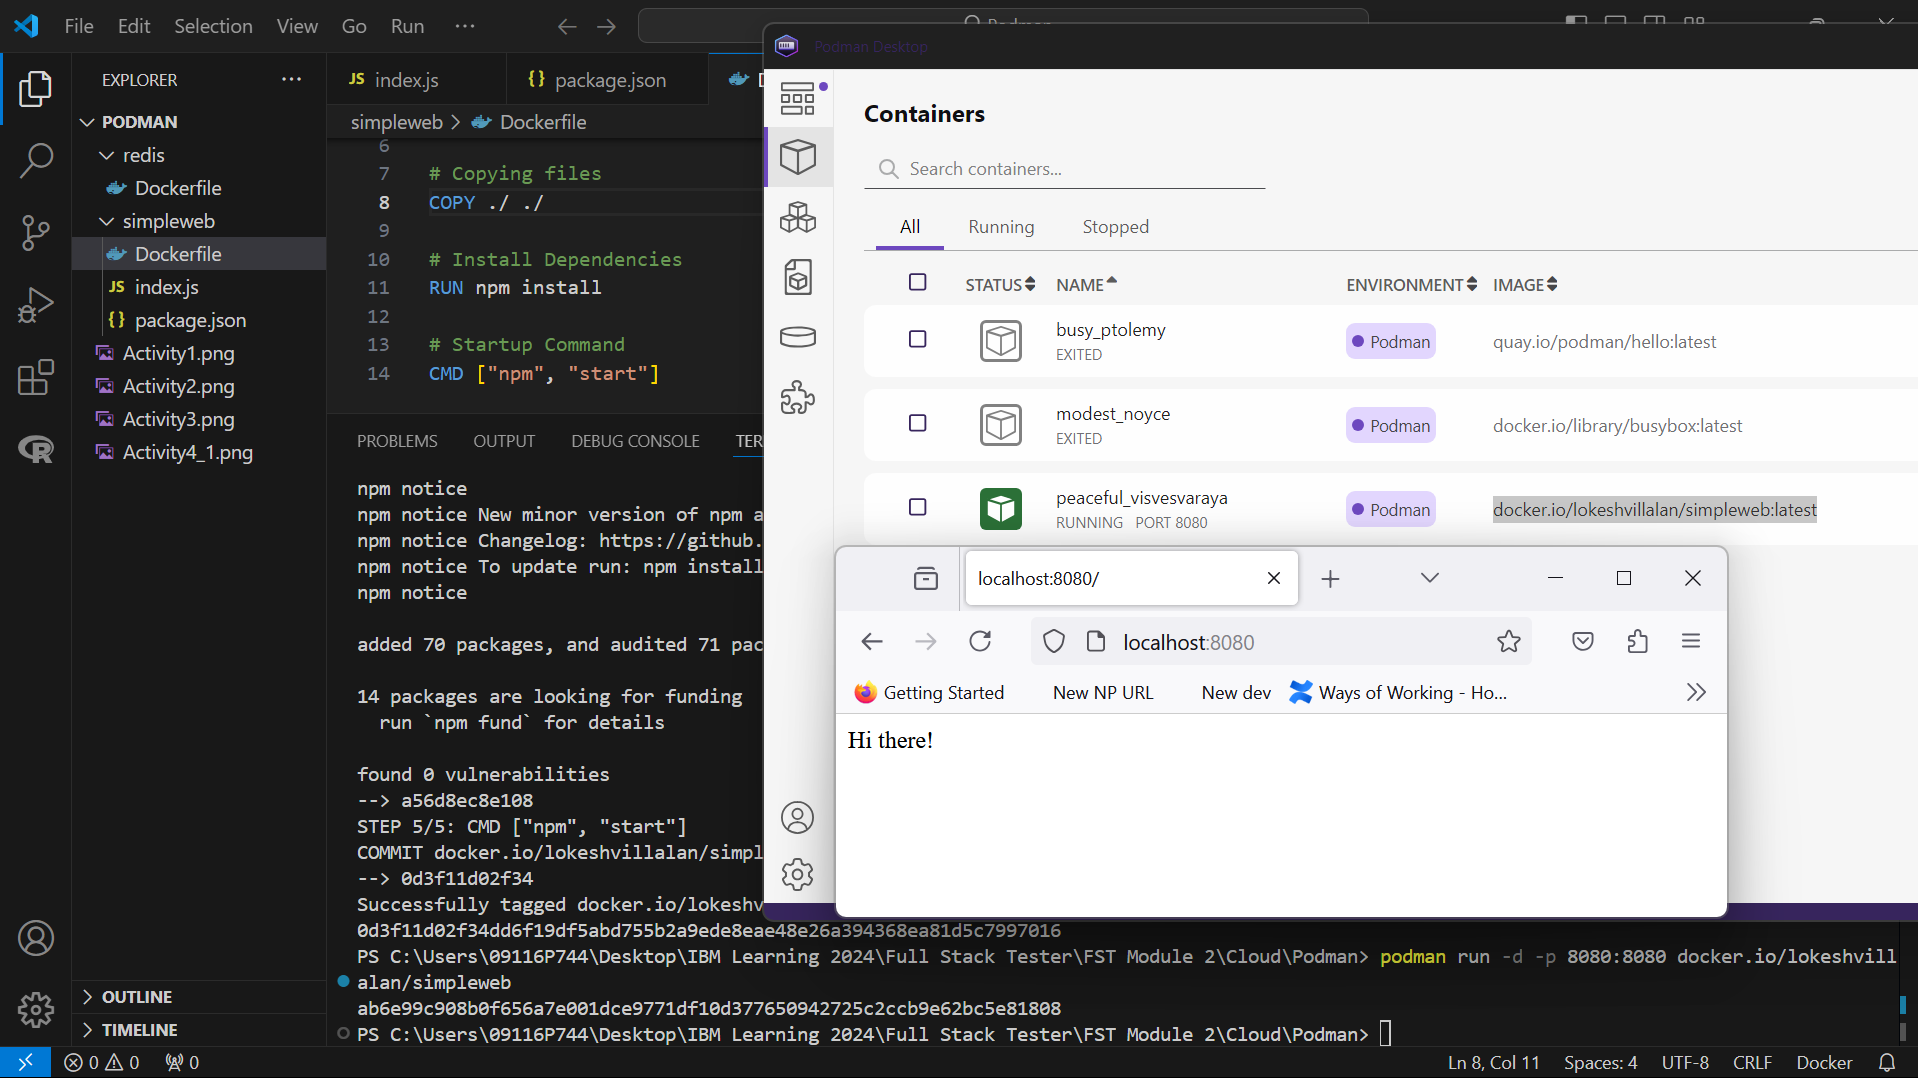 File Edit Selection View Go Run ···
Podman Desktop
EXPLORER
PODMAN
redis
Dockerfile
simpleweb
Dockerfile
JS index.js
{} package.json
Activity1.png
Activity2.png
Activity3.png
Activity4_1.png
OUTLINE
TIMELINE
JS index.js
{} package.json
simpleweb > Dockerfile
6
7 # Copying files
8 COPY ./ ./
9
10 # Install Dependencies
11 RUN npm install
12
13 # Startup Command
14 CMD ["npm", "start"]
PROBLEMS OUTPUT DEBUG CONSOLE TER
npm notice
npm notice New minor version of npm a
npm notice Changelog: https://github.
npm notice To update run: npm install
npm notice
added 70 packages, and audited 71 pac
14 packages are looking for funding
run `npm fund` for details
found 0 vulnerabilities
--> a56d8ec8e108
STEP 5/5: CMD ["npm", "start"]
COMMIT docker.io/lokeshvillalan/simpl
--> 0d3f11d02f34
Successfully tagged docker.io/lokeshv
0d3f11d02f34dd6f19df5abd755b2a9ede8eae48e26a394368ea81d5c7997016
PS C:\Users\09116P744\Desktop\IBM Learning 2024\Full Stack Tester\FST Module 2\Cloud\Podman> podman run -d -p 8080:8080 docker.io/lokeshvill
alan/simpleweb
ab6e99c908b0f656a7e001dce9771df10d377650942725c2ccb9e62bc5e81808
PS C:\Users\09116P744\Desktop\IBM Learning 2024\Full Stack Tester\FST Module 2\Cloud\Podman>
Containers
Search containers...
All Running Stopped
STATUS NAME ENVIRONMENT IMAGE
busy_ptolemy
EXITED
Podman
quay.io/podman/hello:latest
modest_noyce
EXITED
Podman
docker.io/library/busybox:latest
peaceful_visvesvaraya
RUNNING PORT 8080
Podman
docker.io/lokeshvillalan/simpleweb:latest
localhost:8080/
localhost:8080
Getting Started New NP URL New dev Ways of Working - Ho...
Hi there!
0 0 0
Ln 8, Col 11 Spaces: 4 UTF-8 CRLF Docker